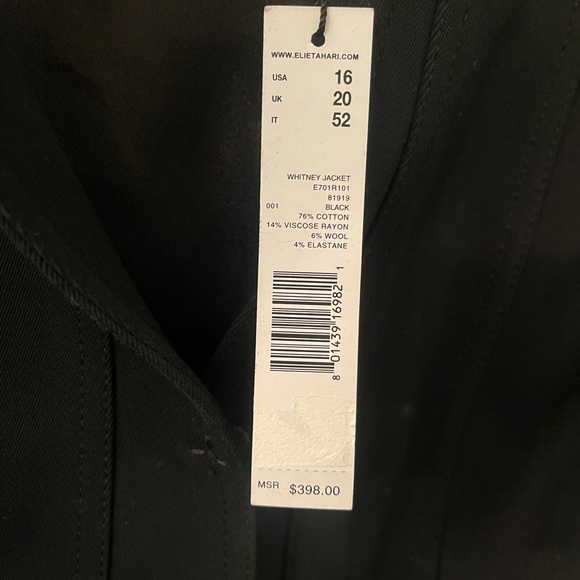 WWW.ELIETAHARI.COM
USA 16
UK 20
IT 52
WHITNEY JACKET
E701R101
81919
001 BLACK
76% COTTON
14% VISCOSE RAYON
6% WOOL
4% ELASTANE
8 01439 16982 1
MSR $398.00